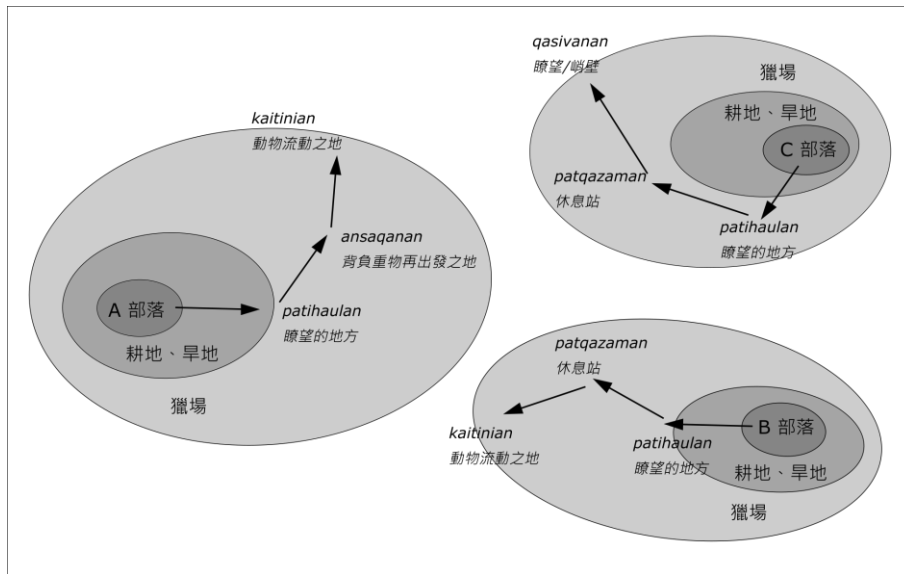 kaitinian
動物流動之地
ansaqanan
背負重物再出發之地
A 部落
patihaulan
瞭望的地方
耕地、旱地
獵場
qasivanan
瞭望/峭壁
獵場
耕地、旱地
C 部落
patqazaman
休息站
patihaulan
瞭望的地方
patqazaman
休息站
kaitinian
動物流動之地
B 部落
patihaulan
瞭望的地方
耕地、旱地
獵場